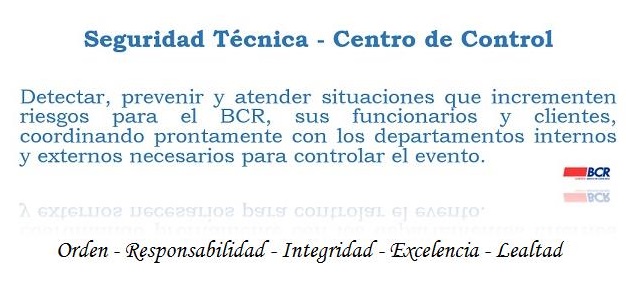 Seguridad Técnica - Centro de Control
Detectar, prevenir y atender situaciones que incrementen
riesgos para el BCR, sus funcionarios y clientes,
coordinando prontamente con los departamentos internos
y externos necesarios para controlar el evento.
BCR
Orden - Responsabilidad - Integridad - Excelencia - Lealtad